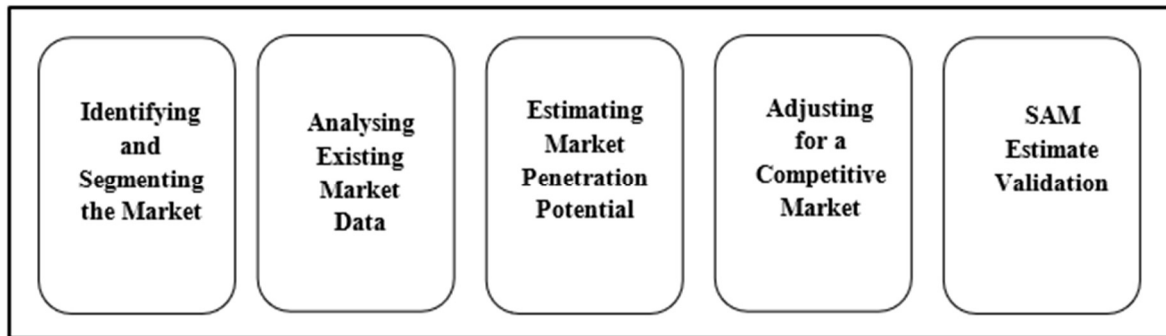 Identifying
and
Segmenting
the Market
Analysing
Existing
Market
Data
Estimating
Market
Penetration
Potential
Adjusting
for a
Competitive
Market
SAM
Estimate
Validation